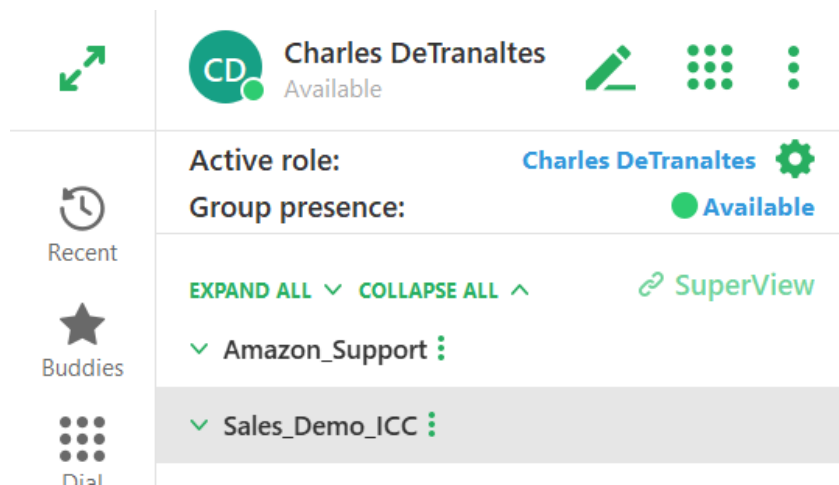 CD
Charles DeTranaltes
Available
Active role: Charles DeTranaltes
Group presence: Available
Recent
EXPAND ALL COLLAPSE ALL SuperView
Buddies
Amazon_Support
Sales_Demo_ICC
Dial